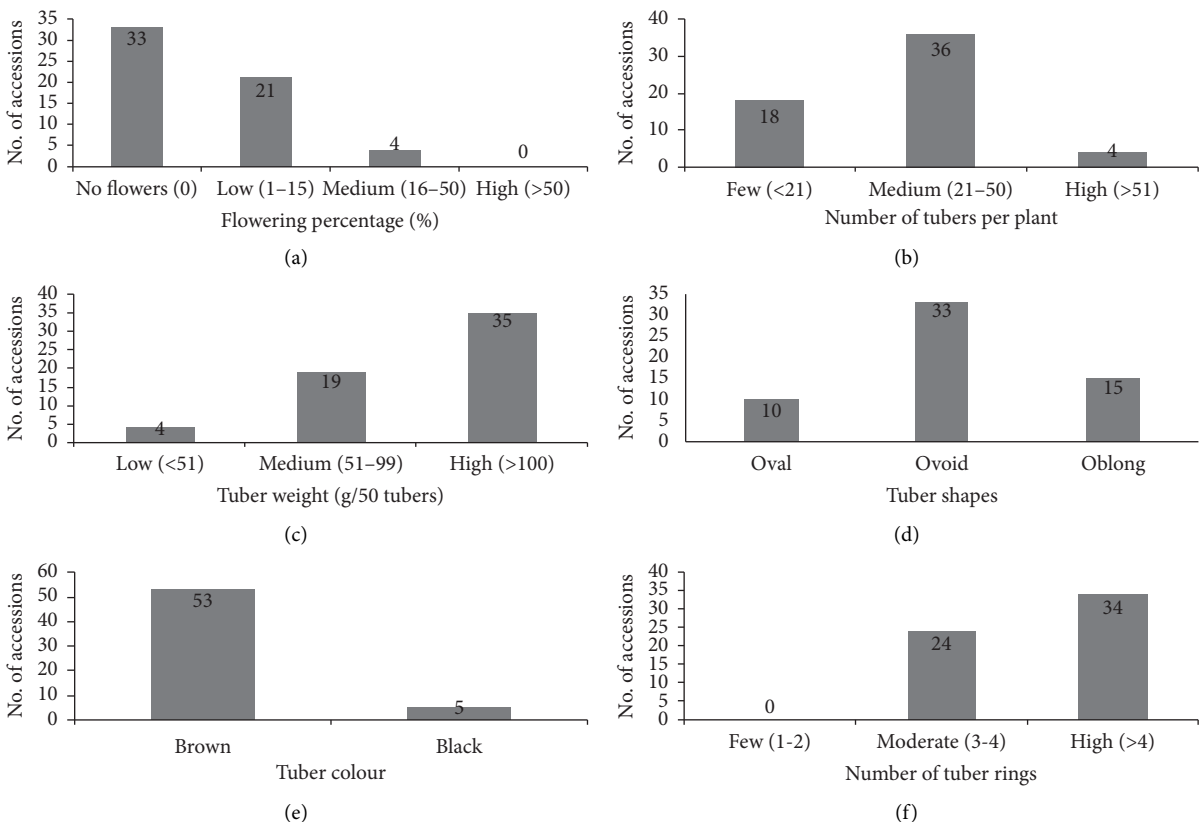 No. of accessions
35
30
25
20
15
10
5
0
33
21
4
0
No flowers (0) Low (1–15) Medium (16–50) High (>50)
Flowering percentage (%)
(a)
No. of accessions
40
30
20
10
0
18
36
4
Few (<21) Medium (21–50) High (>51)
Number of tubers per plant
(b)
No. of accessions
40
35
30
25
20
15
10
5
0
4
19
35
Low (<51) Medium (51–99) High (>100)
Tuber weight (g/50 tubers)
(c)
No. of accessions
35
30
25
20
15
10
5
0
10
33
15
Oval Ovoid Oblong
Tuber shapes
(d)
No. of accessions
60
50
40
30
20
10
0
53
5
Brown Black
Tuber colour
(e)
No. of accessions
40
35
30
25
20
15
10
5
0
0
24
34
Few (1-2) Moderate (3-4) High (>4)
Number of tuber rings
(f)